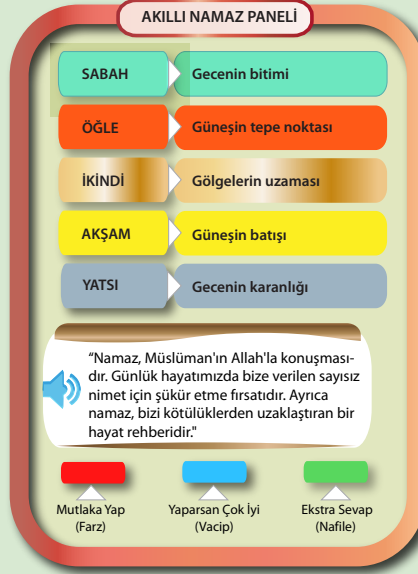 AKILLI NAMAZ PANELİ
SABAH Gecenin bitimi
ÖĞLE Güneşin tepe noktası
İKİNDİ Gölgelerin uzaması
AKŞAM Güneşin batışı
YATSI Gecenin karanlığı
“Namaz, Müslüman'ın Allah'la konuşması-
dır. Günlük hayatımızda bize verilen sayısız
nimet için şükür etme fırsatıdır. Ayrıca
namaz, bizi kötülüklerden uzaklaştıran bir
hayat rehberidir."
Mutlaka Yap Yaparsan Çok İyi Ekstra Sevap
(Farz) (Vacip) (Nafile)